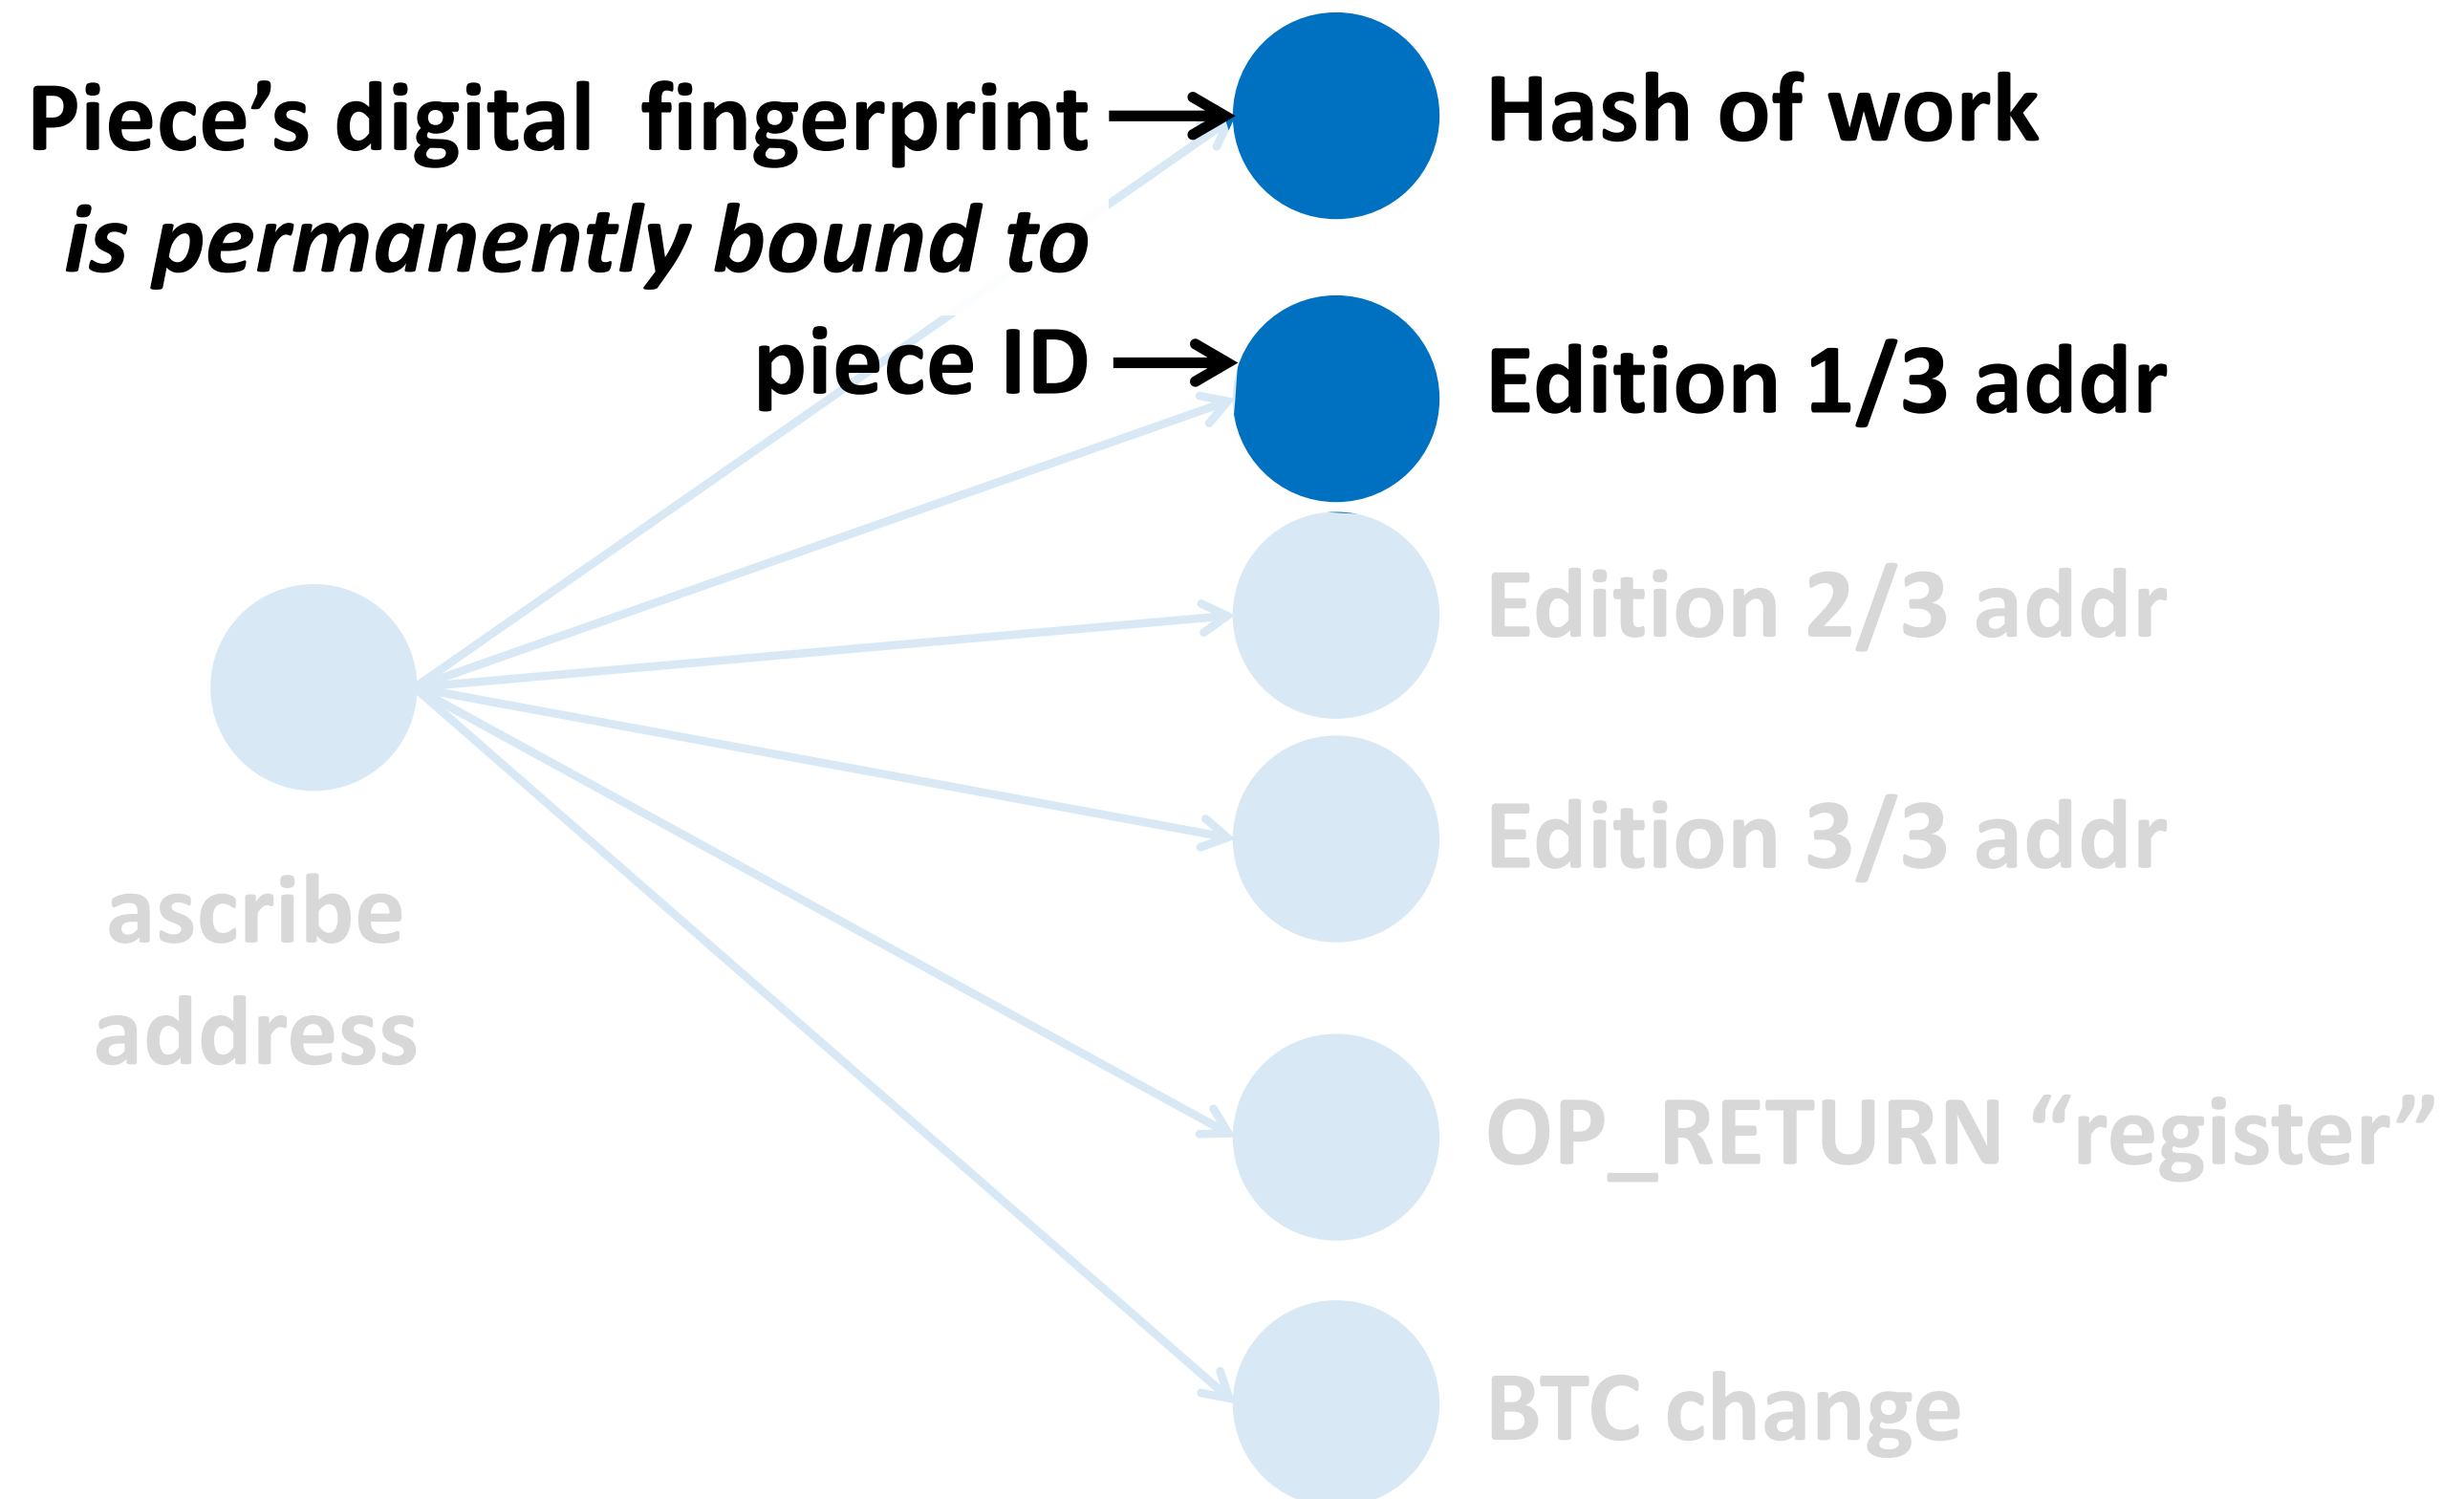 Piece’s digital fingerprint
is permanently bound to
piece ID
Hash of work
Edition 1/3 addr
Edition 2/3 addr
Edition 3/3 addr
ascribe
address
OP_RETURN “register”
BTC change